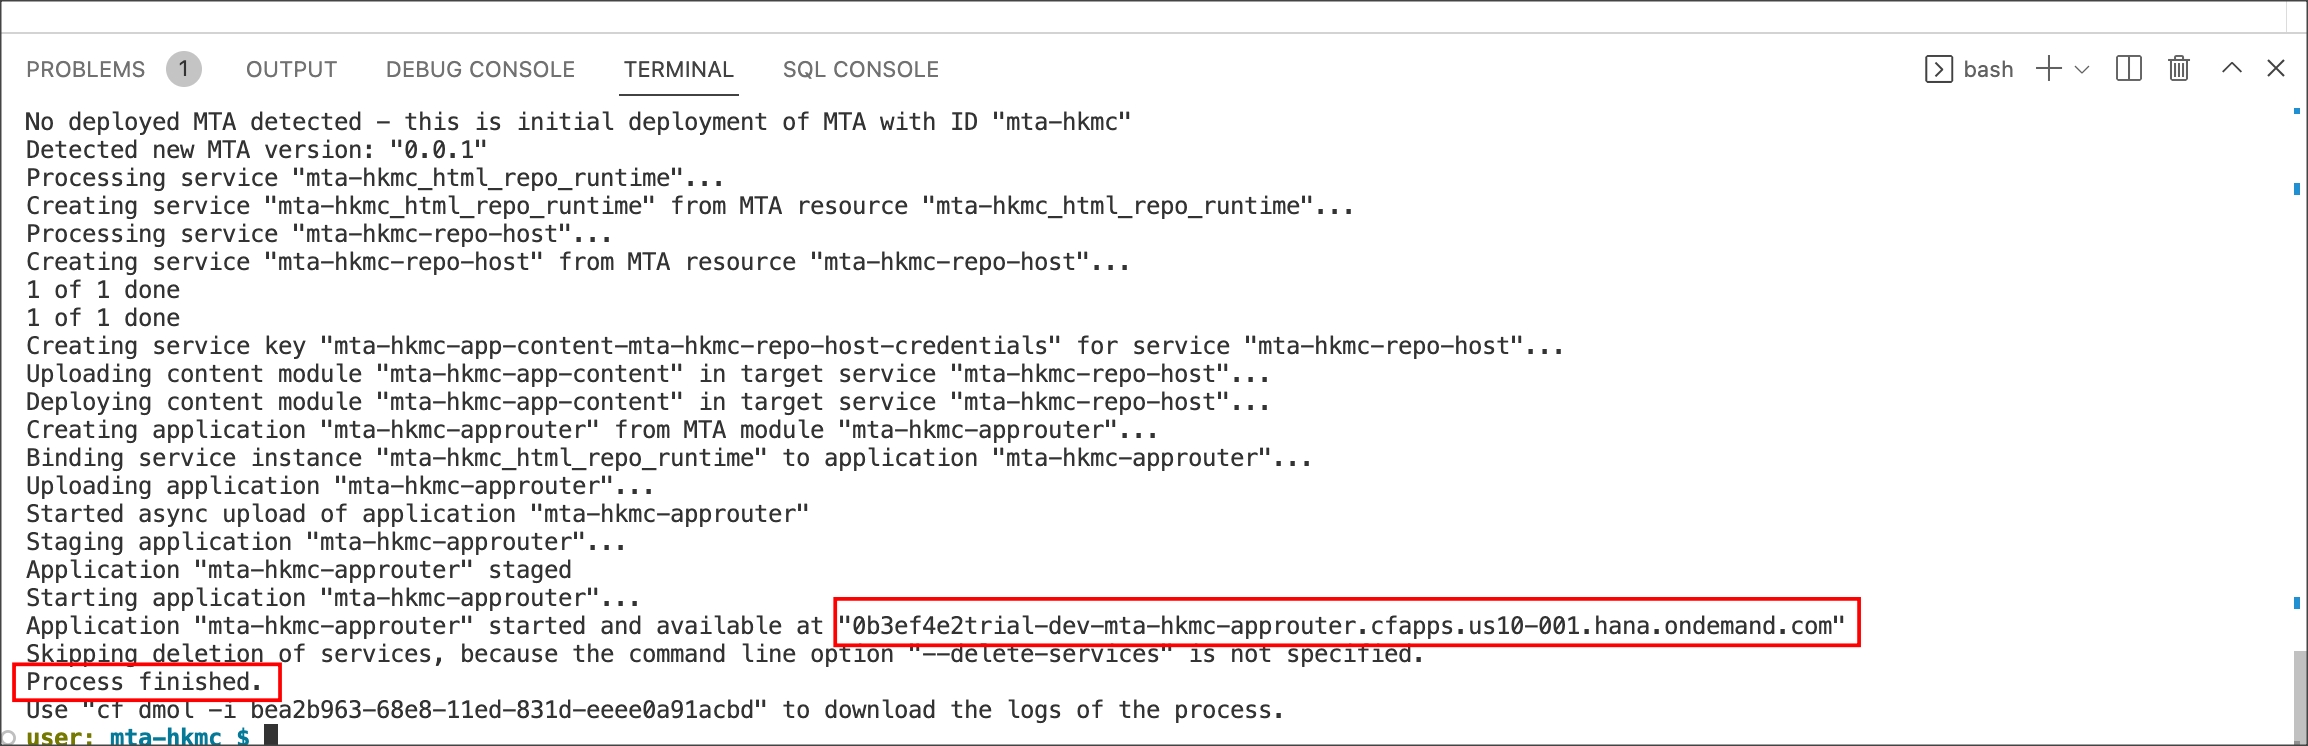 PROBLEMS 1 OUTPUT DEBUG CONSOLE TERMINAL SQL CONSOLE bash
No deployed MTA detected - this is initial deployment of MTA with ID "mta-hkmc"
Detected new MTA version: "0.0.1"
Processing service "mta-hkmc_html_repo_runtime"...
Creating service "mta-hkmc_html_repo_runtime" from MTA resource "mta-hkmc_html_repo_runtime"...
Processing service "mta-hkmc-repo-host"...
Creating service "mta-hkmc-repo-host" from MTA resource "mta-hkmc-repo-host"...
1 of 1 done
1 of 1 done
Creating service key "mta-hkmc-app-content-mta-hkmc-repo-host-credentials" for service "mta-hkmc-repo-host"...
Uploading content module "mta-hkmc-app-content" in target service "mta-hkmc-repo-host"...
Deploying content module "mta-hkmc-app-content" in target service "mta-hkmc-repo-host"...
Creating application "mta-hkmc-approuter" from MTA module "mta-hkmc-approuter"...
Binding service instance "mta-hkmc_html_repo_runtime" to application "mta-hkmc-approuter"...
Uploading application "mta-hkmc-approuter"...
Started async upload of application "mta-hkmc-approuter"
Staging application "mta-hkmc-approuter"...
Application "mta-hkmc-approuter" staged
Starting application "mta-hkmc-approuter"...
Application "mta-hkmc-approuter" started and available at "0b3ef4e2trial-dev-mta-hkmc-approuter.cfapps.us10-001.hana.ondemand.com"
Skipping deletion of services, because the command line option "--delete-services" is not specified.
Process finished.
Use "cf dmol -i bea2b963-68e8-11ed-831d-eeee0a91acbd" to download the logs of the process.
user: mta-hkmc $